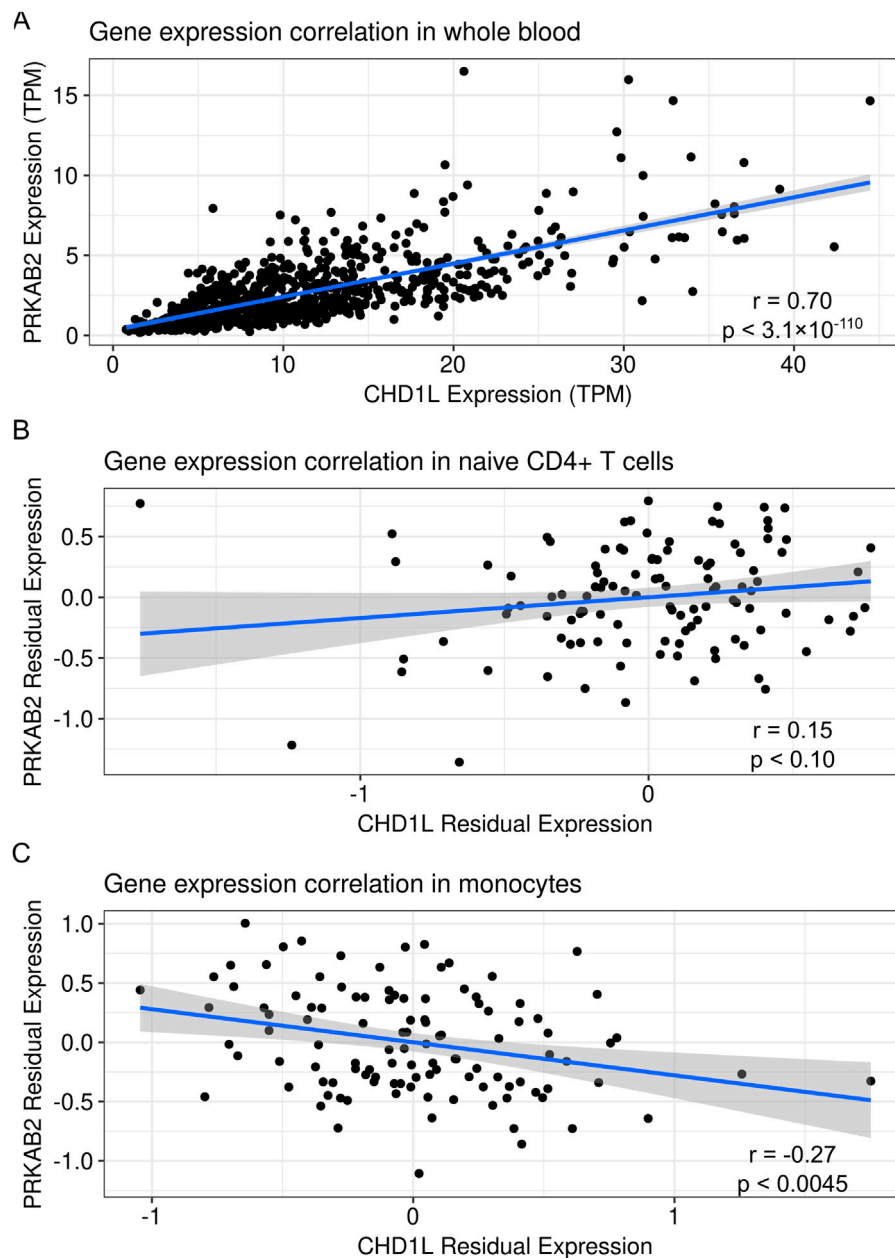 A
Gene expression correlation in whole blood
PRKAB2 Expression (TPM)
15
10
5
0
r = 0.70
p < 3.1×10⁻¹¹⁰
0 10 20 30 40
CHD1L Expression (TPM)
B
Gene expression correlation in naive CD4+ T cells
PRKAB2 Residual Expression
0.5
0.0
-0.5
-1.0
r = 0.15
p < 0.10
-1 0
CHD1L Residual Expression
C
Gene expression correlation in monocytes
PRKAB2 Residual Expression
1.0
0.5
0.0
-0.5
-1.0
r = -0.27
p < 0.0045
-1 0 1
CHD1L Residual Expression